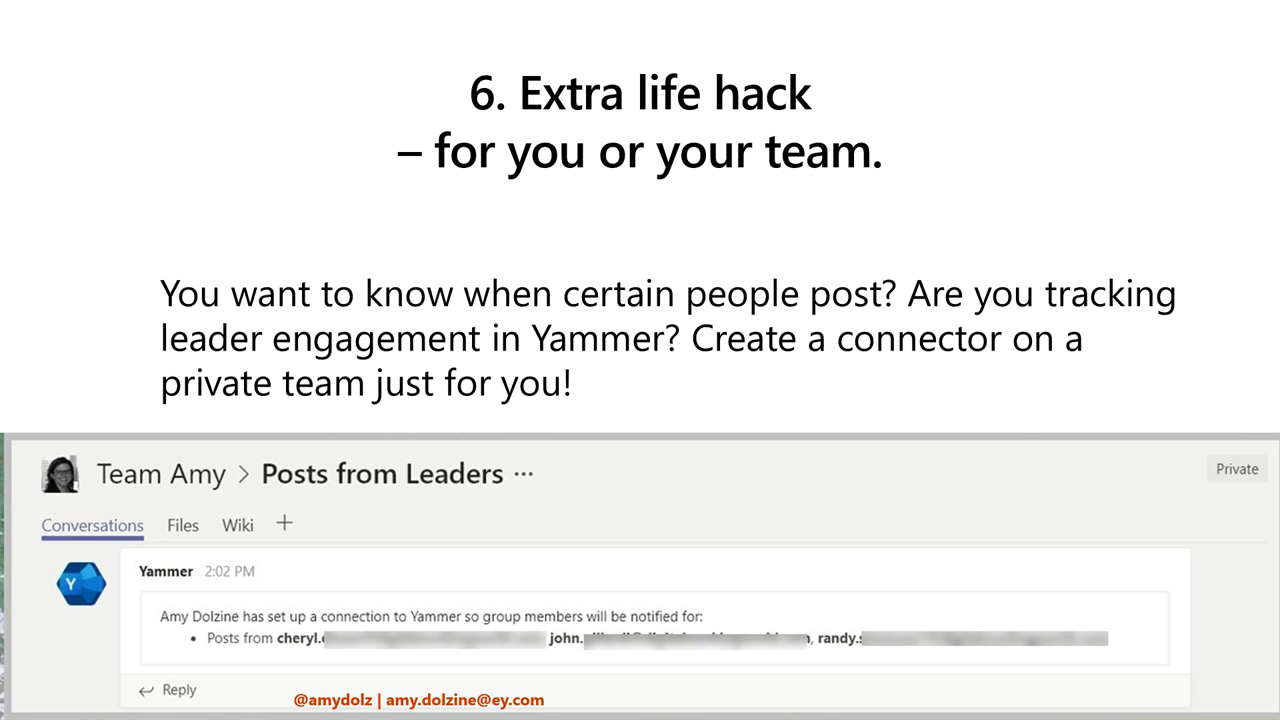 6. Extra life hack
– for you or your team.
You want to know when certain people post? Are you tracking
leader engagement in Yammer? Create a connector on a
private team just for you!
Team Amy > Posts from Leaders ···
Private
Conversations Files Wiki +
Y
Yammer 2:02 PM
Amy Dolzine has set up a connection to Yammer so group members will be notified for:
• Posts from cheryl. john. , randy.
Reply
@amydolz | amy.dolzine@ey.com